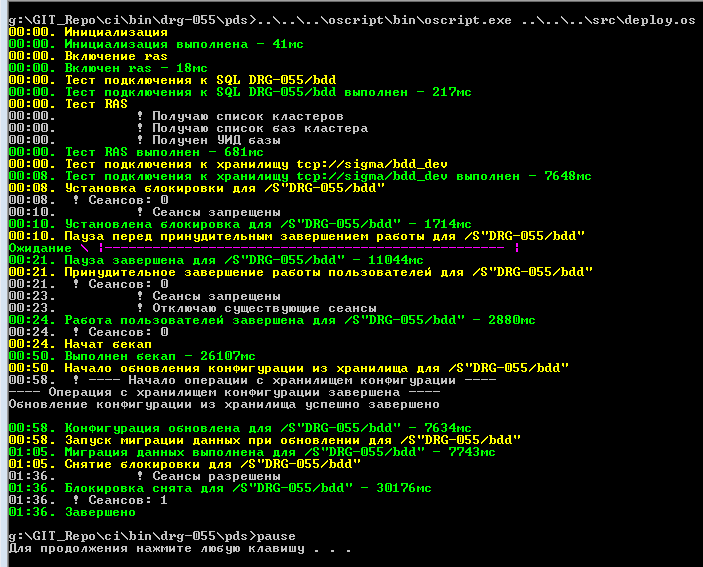 g:\GIT_Repo\ci\bin\drg-055\pds>..\..\..\oscript\bin\oscript.exe ..\..\..\src\deploy.os
00:00. Инициализация
00:00. Инициализация выполнена - 41мс
00:00. Включение ras
00:00. Включен ras - 18мс
00:00. Тест подключения к SQL DRG-055/bdd
00:00. Тест подключения к SQL DRG-055/bdd выполнен - 217мс
00:00. Тест RAS
00:00. ! Получаю список кластеров
00:00. ! Получаю список баз кластера
00:00. ! Получен УИД базы
00:00. Тест RAS выполнен - 681мс
00:00. Тест подключения к хранилищу tcp://sigma/bdd_dev
00:08. Тест подключения к хранилищу tcp://sigma/bdd_dev выполнен - 7648мс
00:08. Установка блокировки для /S"DRG-055/bdd"
00:08. ! Сеансов: 0
00:10. ! Сеансы запрещены
00:10. Установлена блокировка для /S"DRG-055/bdd" - 1714мс
00:10. Пауза перед принудительным завершением работы для /S"DRG-055/bdd"
Ожидание \ |--------------------------------------------------|
00:21. Пауза завершена для /S"DRG-055/bdd" - 11044мс
00:21. Принудительное завершение работы пользователей для /S"DRG-055/bdd"
00:21. ! Сеансов: 0
00:23. ! Сеансы запрещены
00:23. ! Отключаю существующие сеансы
00:24. Работа пользователей завершена для /S"DRG-055/bdd" - 2880мс
00:24. ! Сеансов: 0
00:24. Начат бекап
00:50. Выполнен бекап - 26107мс
00:50. Начало обновления конфигурации из хранилища для /S"DRG-055/bdd"
00:58. ! ---- Начало операции с хранилищем конфигурации ----
---- Операция с хранилищем конфигурации завершена ----
Обновление конфигурации из хранилища успешно завершено
00:58. Конфигурация обновлена для /S"DRG-055/bdd" - 7634мс
00:58. Запуск миграции данных при обновлении для /S"DRG-055/bdd"
01:05. Миграция данных выполнена для /S"DRG-055/bdd" - 7743мс
01:05. Снятие блокировки для /S"DRG-055/bdd"
01:36. ! Сеансы разрешены
01:36. Блокировка снята для /S"DRG-055/bdd" - 30176мс
01:36. ! Сеансов: 1
01:36. Завершено
g:\GIT_Repo\ci\bin\drg-055\pds>pause
Для продолжения нажмите любую клавишу . . .